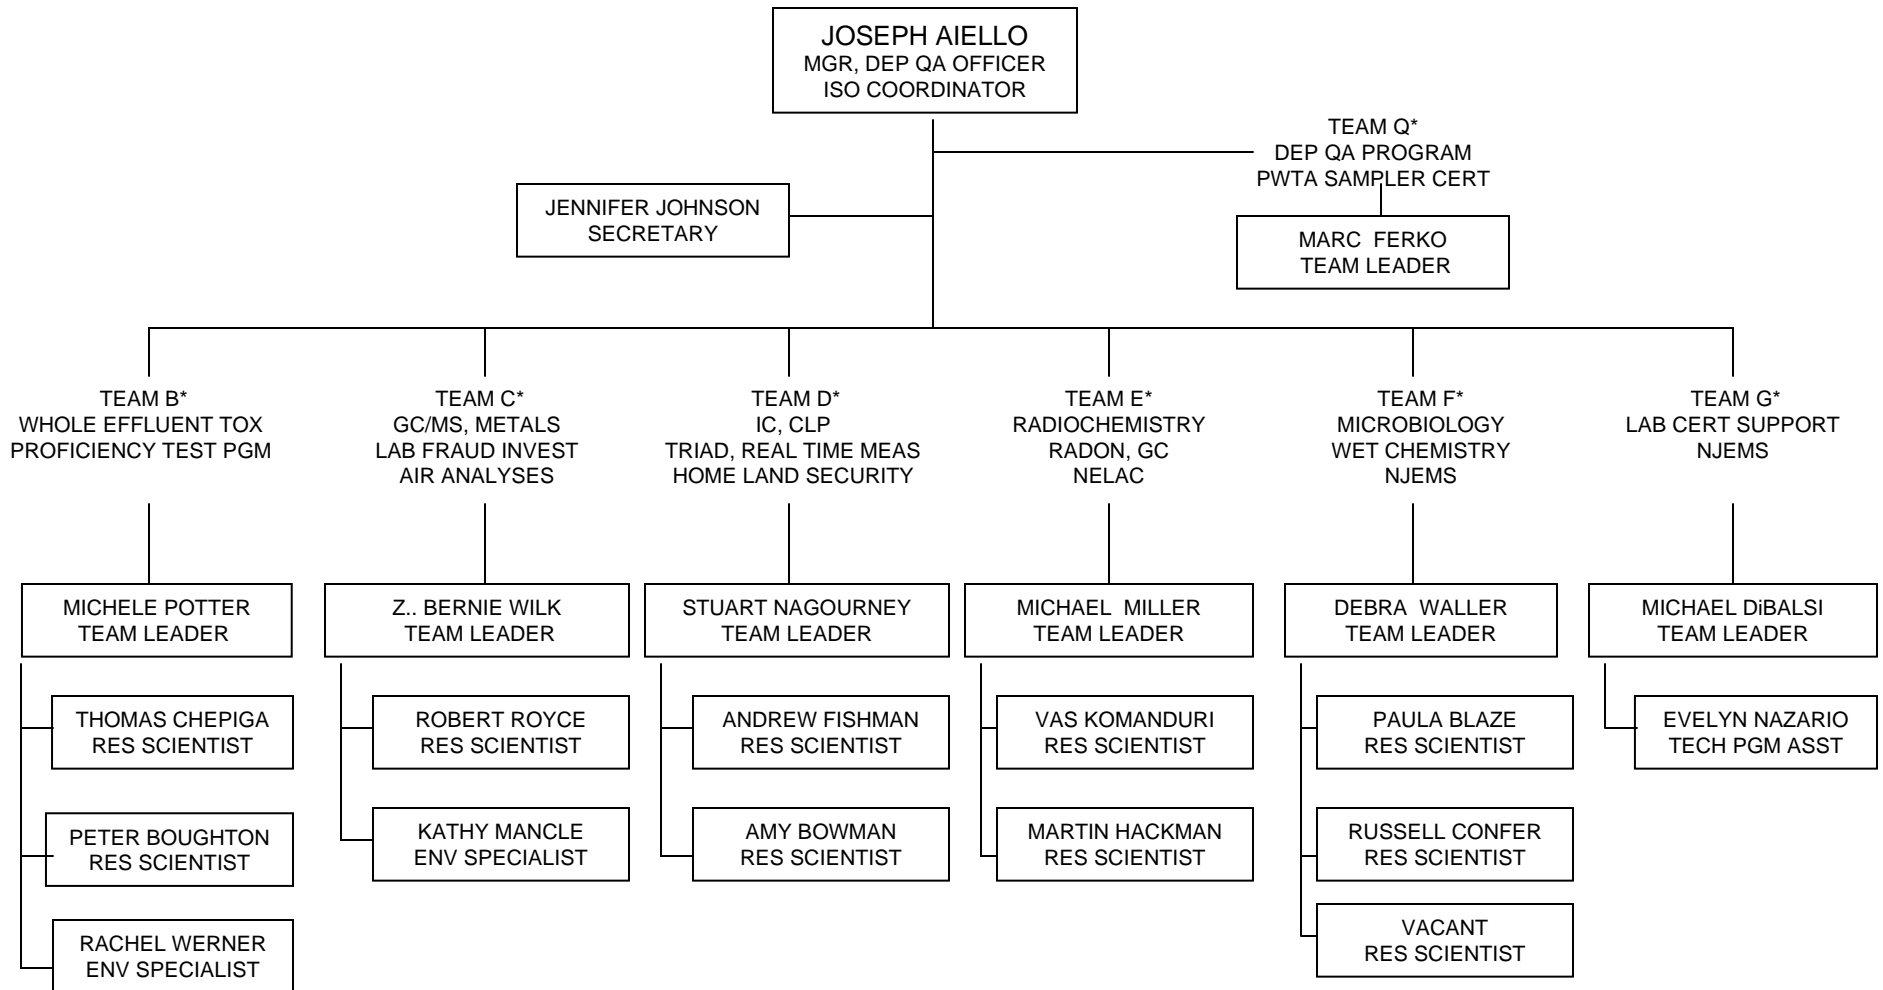 JOSEPH AIELLO
MGR, DEP QA OFFICER
ISO COORDINATOR
TEAM Q*
DEP QA PROGRAM
PWTA SAMPLER CERT
JENNIFER JOHNSON
SECRETARY
MARC FERKO
TEAM LEADER
TEAM B*
WHOLE EFFLUENT TOX
PROFICIENCY TEST PGM
TEAM C*
GC/MS, METALS
LAB FRAUD INVEST
AIR ANALYSES
TEAM D*
IC, CLP
TRIAD, REAL TIME MEAS
HOME LAND SECURITY
TEAM E*
RADIOCHEMISTRY
RADON, GC
NELAC
TEAM F*
MICROBIOLOGY
WET CHEMISTRY
NJEMS
TEAM G*
LAB CERT SUPPORT
NJEMS
MICHELE POTTER
TEAM LEADER
Z.. BERNIE WILK
TEAM LEADER
STUART NAGOURNEY
TEAM LEADER
MICHAEL MILLER
TEAM LEADER
DEBRA WALLER
TEAM LEADER
MICHAEL DiBALSI
TEAM LEADER
THOMAS CHEPIGA
RES SCIENTIST
ROBERT ROYCE
RES SCIENTIST
ANDREW FISHMAN
RES SCIENTIST
VAS KOMANDURI
RES SCIENTIST
PAULA BLAZE
RES SCIENTIST
EVELYN NAZARIO
TECH PGM ASST
PETER BOUGHTON
RES SCIENTIST
KATHY MANCLE
ENV SPECIALIST
AMY BOWMAN
RES SCIENTIST
MARTIN HACKMAN
RES SCIENTIST
RUSSELL CONFER
RES SCIENTIST
RACHEL WERNER
ENV SPECIALIST
VACANT
RES SCIENTIST